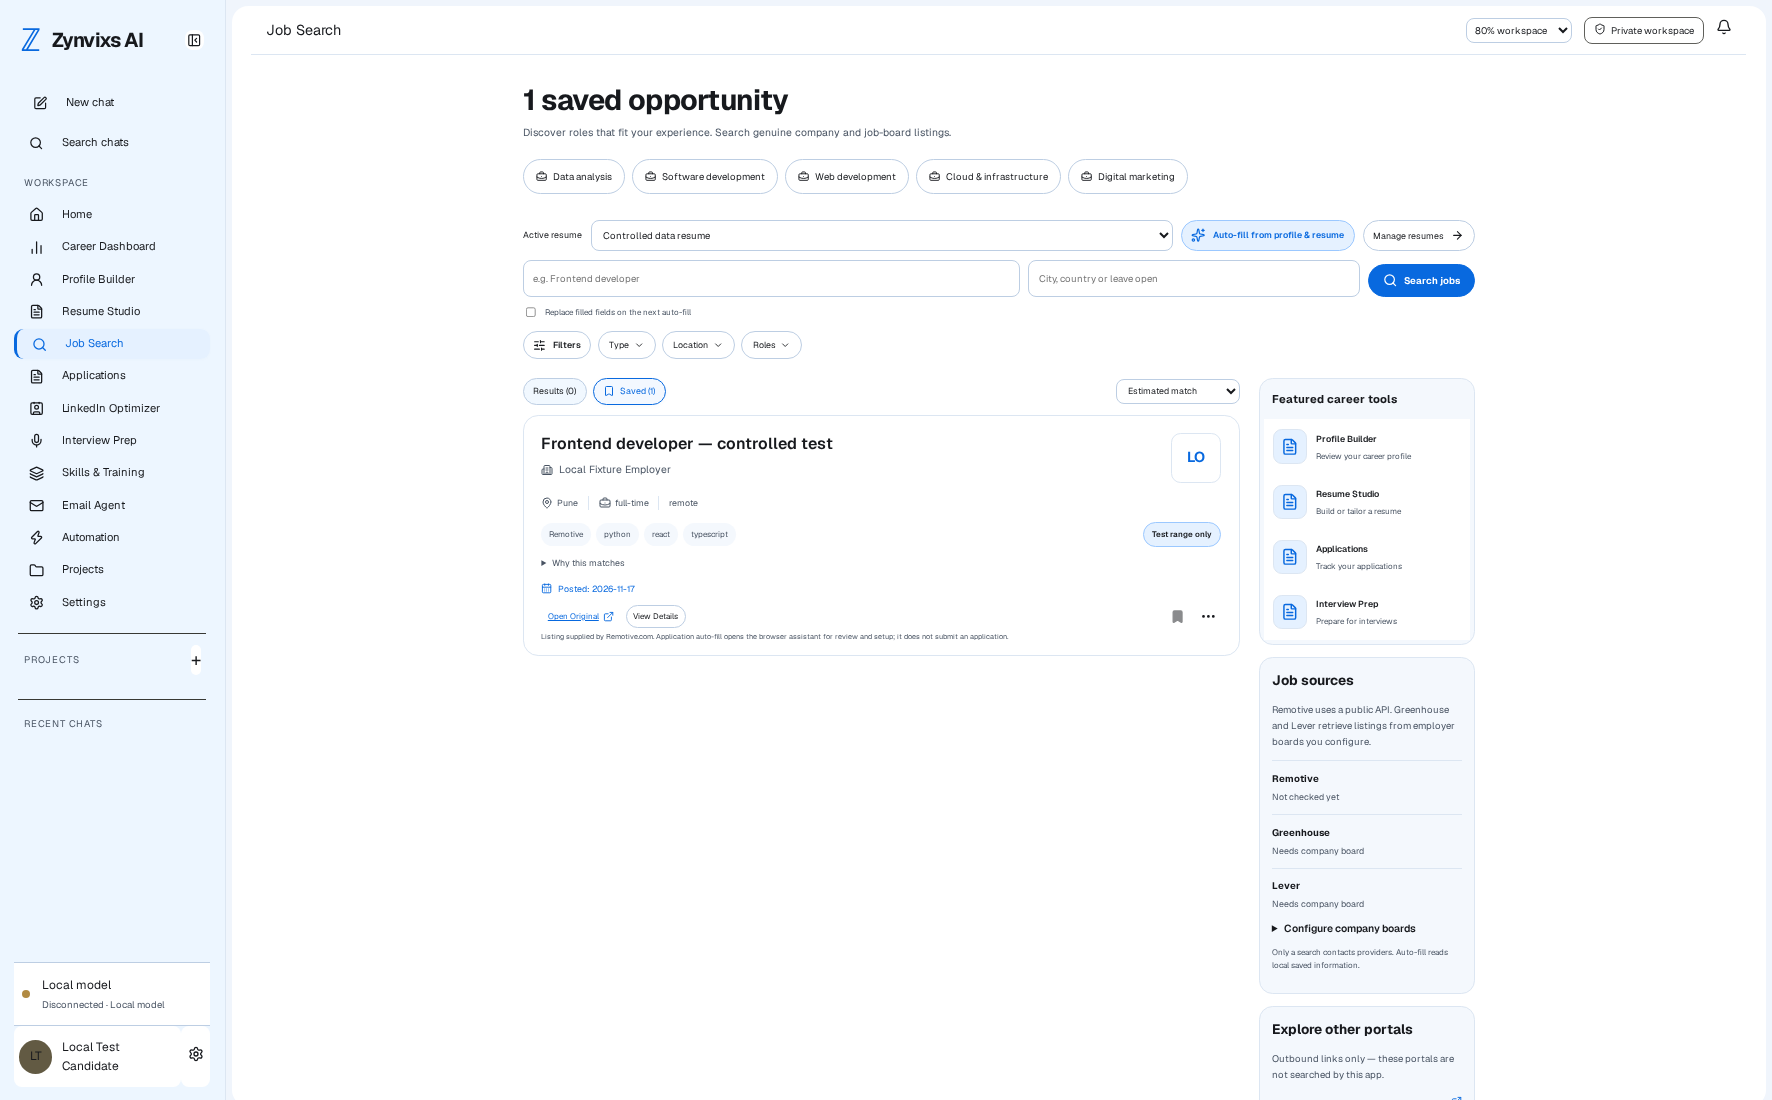 Zynvixs AI
New chat
Search chats
WORKSPACE
Home
Career Dashboard
Profile Builder
Resume Studio
Job Search
Applications
LinkedIn Optimizer
Interview Prep
Skills & Training
Email Agent
Automation
Projects
Settings
PROJECTS
+
RECENT CHATS
Local model
Disconnected · Local model
LT
Local Test
Candidate
Job Search
80% workspace
Private workspace
1 saved opportunity
Discover roles that fit your experience. Search genuine company and job-board listings.
Data analysis
Software development
Web development
Cloud & infrastructure
Digital marketing
Active resume
Controlled data resume
Auto-fill from profile & resume
Manage resumes
e.g. Frontend developer
City, country or leave open
Search jobs
Replace filled fields on the next auto-fill
Filters
Type
Location
Roles
Results (0)
Saved (1)
Estimated match
Frontend developer — controlled test
Local Fixture Employer
LO
Pune
full-time
remote
Remotive
python
react
typescript
Test range only
Why this matches
Posted: 2026-11-17
Open Original
View Details
Listing supplied by Remotive.com. Application auto-fill opens the browser assistant for review and setup; it does not submit an application.
Featured career tools
Profile Builder
Review your career profile
Resume Studio
Build or tailor a resume
Applications
Track your applications
Interview Prep
Prepare for interviews
Job sources
Remotive uses a public API. Greenhouse
and Lever retrieve listings from employer
boards you configure.
Remotive
Not checked yet
Greenhouse
Needs company board
Lever
Needs company board
Configure company boards
Only a search contacts providers. Auto-fill reads
local saved information.
Explore other portals
Outbound links only — these portals are
not searched by this app.